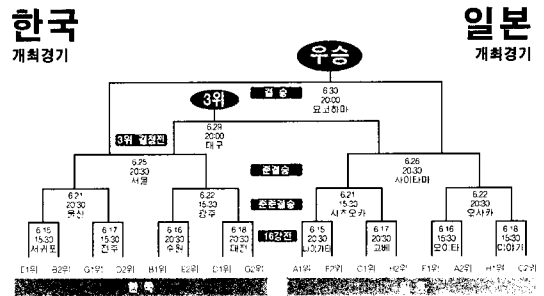 한국
개최경기
일본
개최경기
우승
결승
6.30
20:00
요코하마
3위
3위 결정전
6.29
20:00
대구
준결승
6.25
20:30
서울
6.26
20:30
사이타마
준준결승
6.21
20:30
울산
6.22
15:30
광주
6.21
15:30
시즈오카
6.22
20:30
오사카
16강전
6.15
15:30
서귀포
6.17
15:30
전주
6.16
20:30
수원
6.18
20:30
대전
6.15
20:30
니이가타
6.17
20:30
고베
6.16
15:30
오이타
6.18
15:30
미야기
E1위 B2위 G1위 D2위 B1위 E2위 D1위 G2위 A1위 F2위 C1위 H2위 F1위 A2위 H1위 C2위
한국